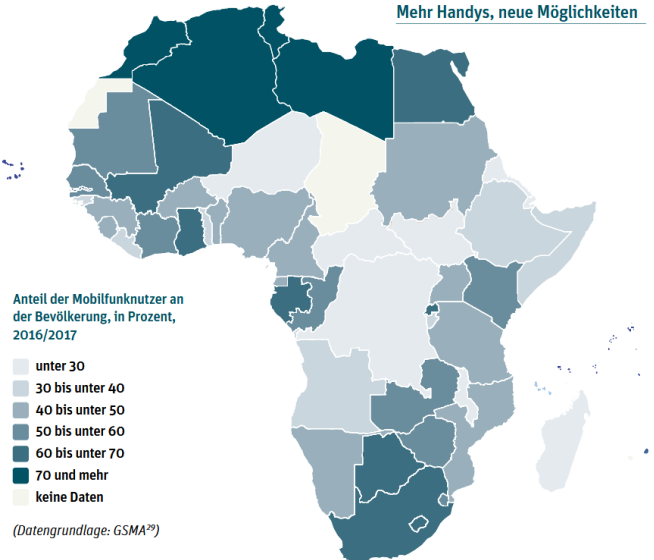 Mehr Handys, neue Möglichkeiten
Anteil der Mobilfunknutzer an
der Bevölkerung, in Prozent,
2016/2017
unter 30
30 bis unter 40
40 bis unter 50
50 bis unter 60
60 bis unter 70
70 und mehr
keine Daten
(Datengrundlage: GSMA²⁹)